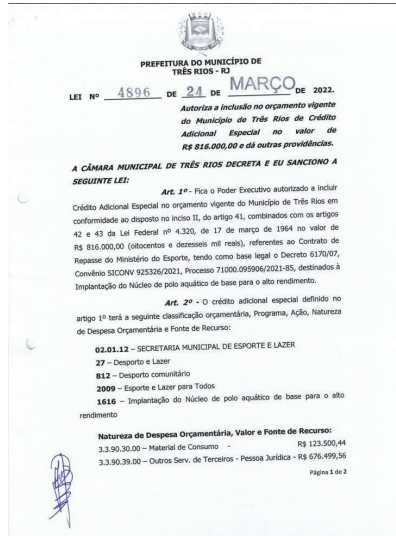 PREFEITURA DO MUNICÍPIO DE
TRÊS RIOS - RJ
LEI Nº 4896 DE 24 DE MARÇO DE 2022.
Autoriza a inclusão no orçamento vigente
do Município de Três Rios de Crédito
Adicional Especial no valor de
R$ 816.000,00 e dá outras providências.
A CÂMARA MUNICIPAL DE TRÊS RIOS DECRETA E EU SANCIONO A
SEGUINTE LEI:
Art. 1º - Fica o Poder Executivo autorizado a incluir
Crédito Adicional Especial no orçamento vigente do Município de Três Rios em
conformidade ao disposto no inciso II, do artigo 41, combinados com os artigos
42 e 43 da Lei Federal nº 4.320, de 17 de março de 1964 no valor de
R$ 816.000,00 (oitocentos e dezesseis mil reais), referentes ao Contrato de
Repasse do Ministério do Esporte, tendo como base legal o Decreto 6170/07,
Convênio SICONV 925326/2021, Processo 71000.095906/2021-85, destinados à
Implantação do Núcleo de polo aquático de base para o alto rendimento.
Art. 2º - O crédito adicional especial definido no
artigo 1º terá a seguinte classificação orçamentária, Programa, Ação, Natureza
de Despesa Orçamentária e Fonte de Recurso:
02.01.12 – SECRETARIA MUNICIPAL DE ESPORTE E LAZER
27 – Desporto e Lazer
812 – Desporto comunitário
2009 – Esporte e Lazer para Todos
1616 – Implantação do Núcleo de polo aquático de base para o alto
rendimento
Natureza de Despesa Orçamentária, Valor e Fonte de Recurso:
3.3.90.30.00 – Material de Consumo - R$ 123.500,44
3.3.90.39.00 – Outros Serv. de Terceiros - Pessoa Jurídica - R$ 676.499,56
Página 1 de 2